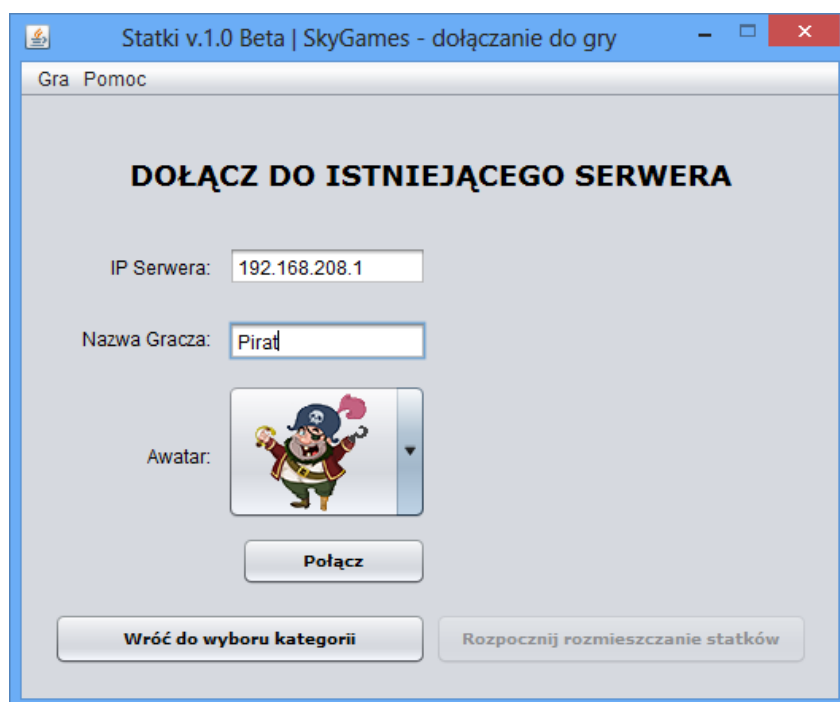 Statki v.1.0 Beta | SkyGames - dołączanie do gry
Gra Pomoc
DOŁĄCZ DO ISTNIEJĄCEGO SERWERA
IP Serwera: 192.168.208.1
Nazwa Gracza: Pirat
Awatar:
Połącz
Wróć do wyboru kategorii Rozpocznij rozmieszczanie statków